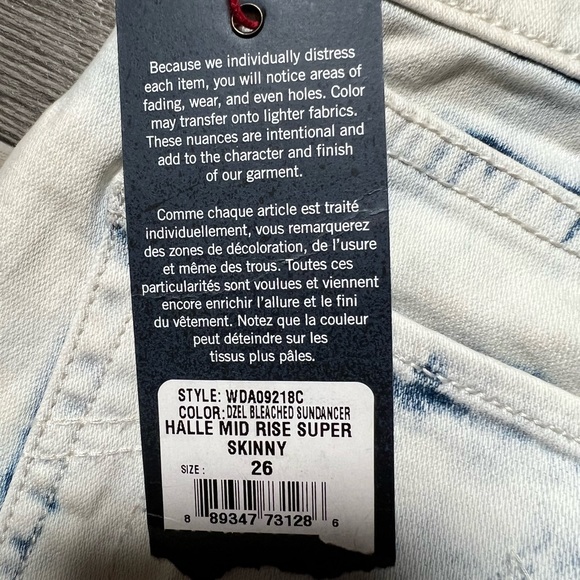 Because we individually distress
each item, you will notice areas of
fading, wear, and even holes. Color
may transfer onto lighter fabrics.
These nuances are intentional and
add to the character and finish
of our garment.
Comme chaque article est traité
individuellement, vous remarquerez
des zones de décoloration, de l'usure
et même des trous. Toutes ces
particularités sont voulues et viennent
encore enrichir l'allure et le fini
du vêtement. Notez que la couleur
peut déteindre sur les
tissus plus pâles.
STYLE: WDA09218C
COLOR: DZEL BLEACHED SUNDANCER
HALLE MID RISE SUPER
SKINNY
SIZE: 26
8 89347 73128 6